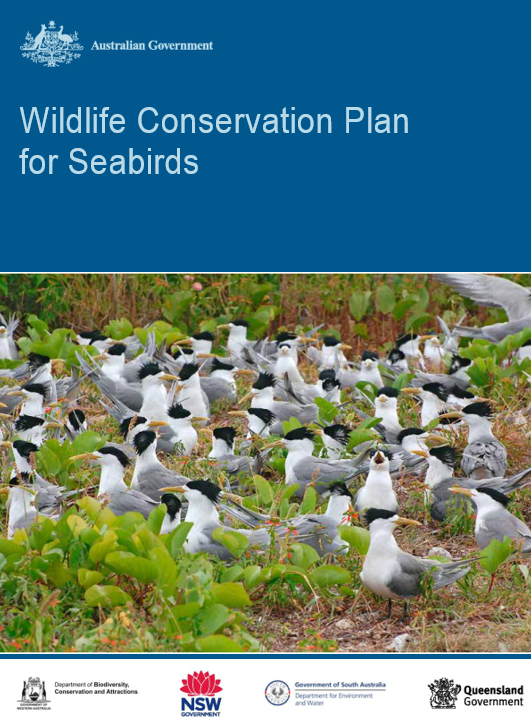 Australian Government
Wildlife Conservation Plan
for Seabirds
Department of Biodiversity,
Conservation and Attractions
GOVERNMENT OF
WESTERN AUSTRALIA
NSW
GOVERNMENT
Government of South Australia
Department for Environment
and Water
Queensland
Government